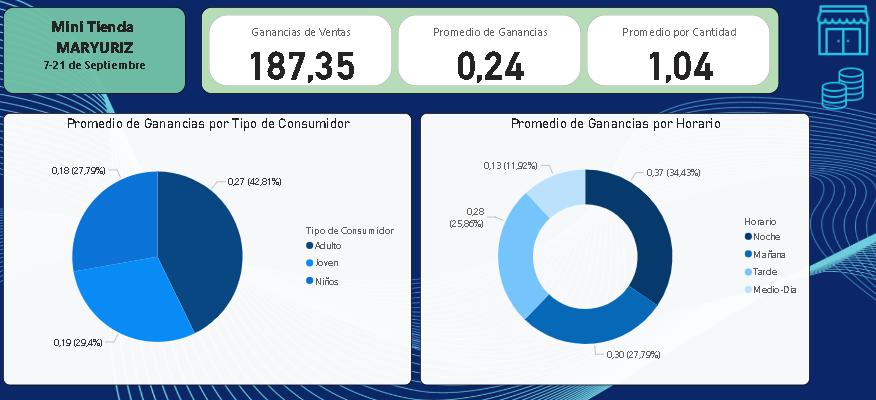 Mini Tienda
MARYURIZ
7-21 de Septiembre
Ganancias de Ventas
187,35
Promedio de Ganancias
0,24
Promedio por Cantidad
1,04
Promedio de Ganancias por Tipo de Consumidor
0,18 (27,79%)
0,27 (42,81%)
0,19 (29,4%)
Tipo de Consumidor
Adulto
Joven
Niños
Promedio de Ganancias por Horario
0,13 (11,92%)
0,37 (34,43%)
0,28
(25,86%)
0,30 (27,79%)
Horario
Noche
Mañana
Tarde
Medio-Dia